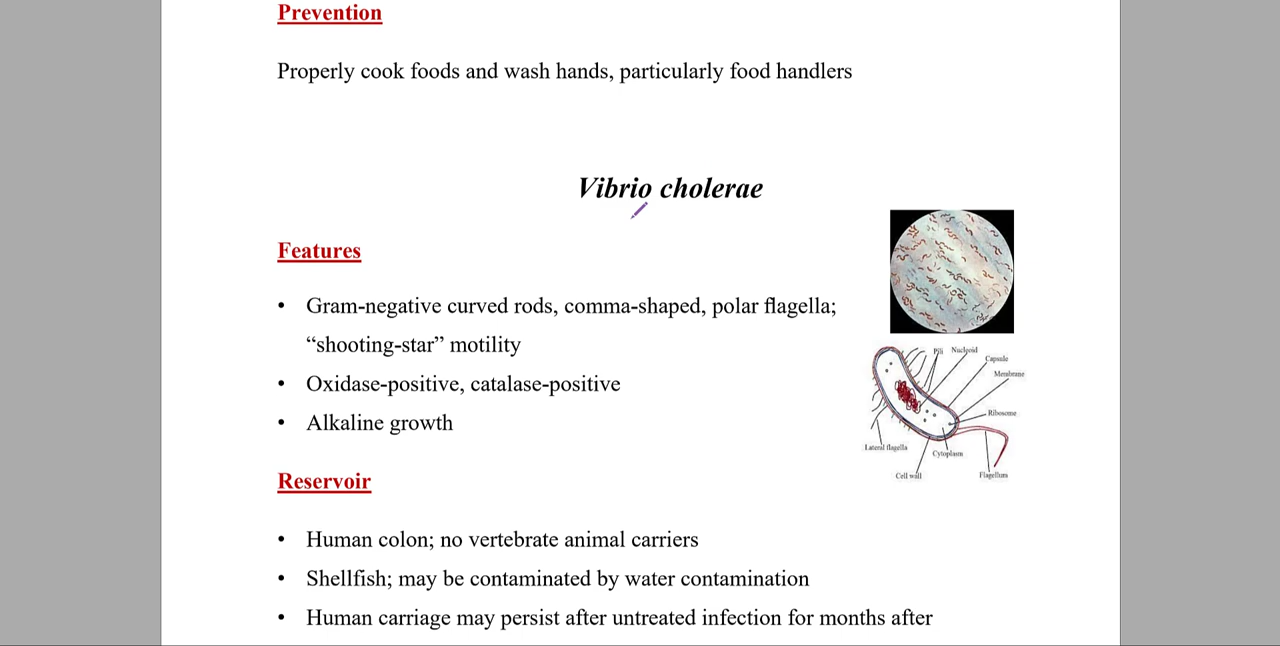 Prevention
Properly cook foods and wash hands, particularly food handlers
Vibrio cholerae
Features
• Gram-negative curved rods, comma-shaped, polar flagella;
“shooting-star” motility
• Oxidase-positive, catalase-positive
• Alkaline growth
Pili Nucleoid
Capsule
Membrane
Ribosome
Lateral flagella
Cytoplasm
Cell wall
Flagellum
Reservoir
• Human colon; no vertebrate animal carriers
• Shellfish; may be contaminated by water contamination
• Human carriage may persist after untreated infection for months after